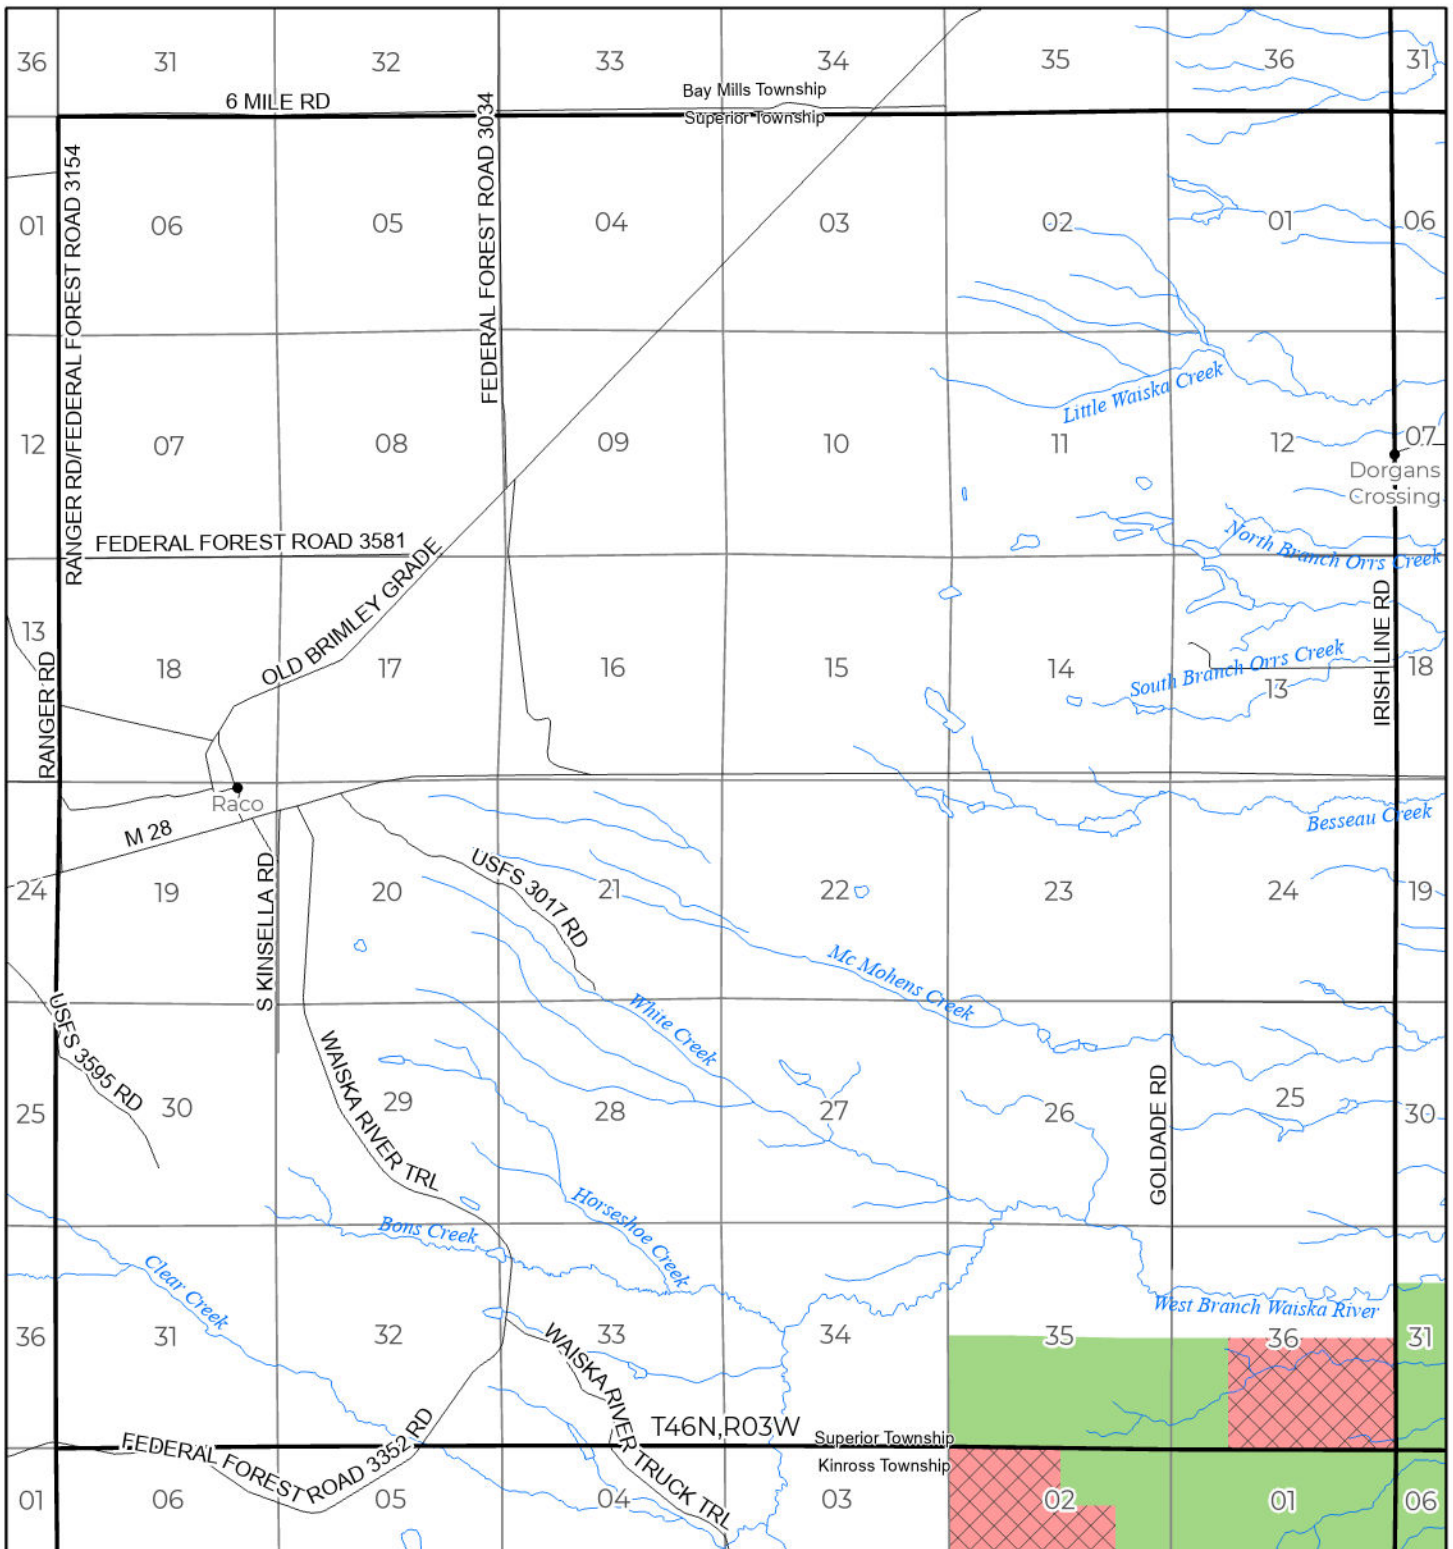 36 31 32 33 34 35 36 31
6 MILE RD
Bay Mills Township
Superior Township
RANGER RD/FEDERAL FOREST ROAD 3154
FEDERAL FOREST ROAD 3034
01 06 05 04 03 02 01 06
Little Waiska Creek
12 07 08 09 10 11 12 07
Dorgans
Crossing
FEDERAL FOREST ROAD 3581
OLD BRIMLEY GRADE
North Branch Orrs Creek
IRISH LINE RD
13 18 17 16 15 14 13 18
RANGER RD
South Branch Orrs Creek
Raco
M 28
Besseau Creek
S KINSELLA RD
USFS 3017 RD
24 19 20 21 22 23 24 19
Mc Mohens Creek
USFS 3595 RD
White Creek
WAISKA RIVER TRL
GOLDADE RD
25 30 29 28 27 26 25 30
Horseshoe Creek
Bons Creek
Clear Creek
West Branch Waiska River
36 31 32 33 34 35 36 31
WAISKA RIVER TRUCK TRL
T46N,R03W
FEDERAL FOREST ROAD 3352 RD
Superior Township
Kinross Township
01 06 05 04 03 02 01 06